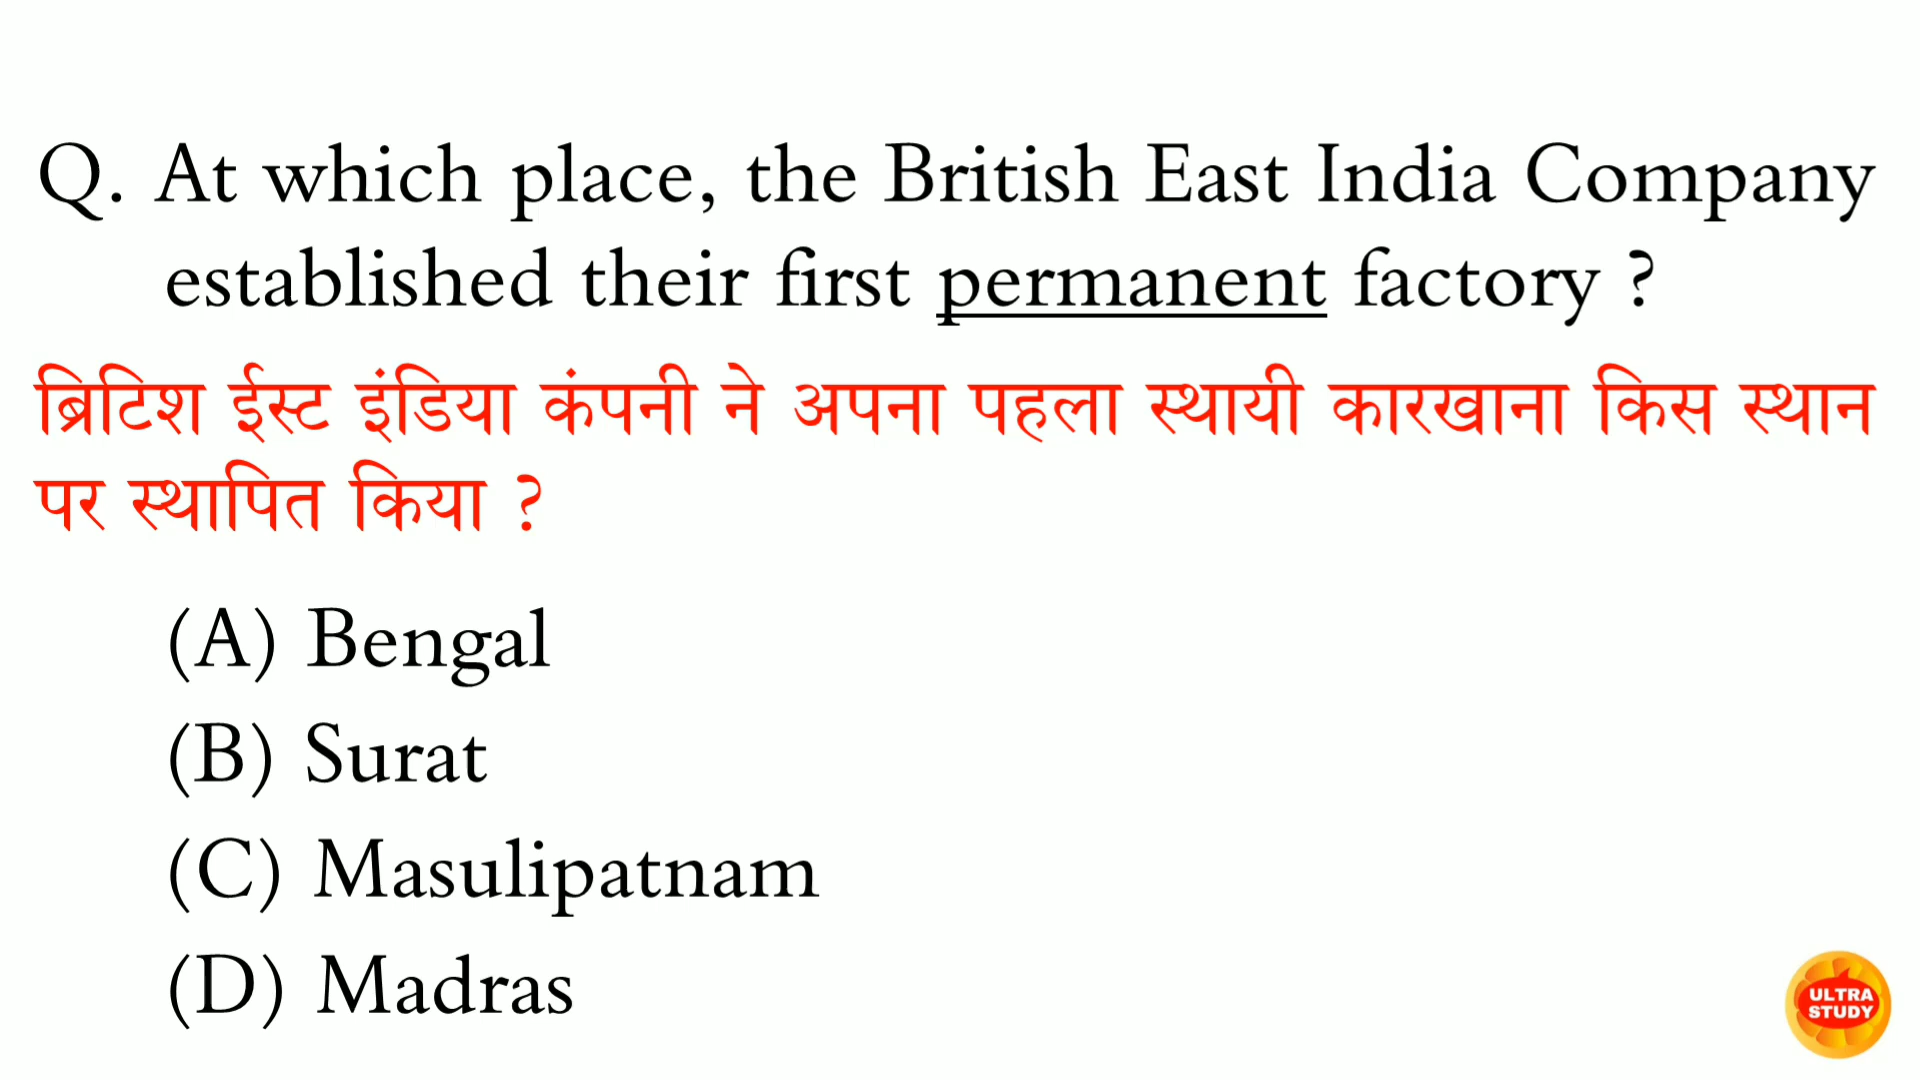 Q. At which place, the British East India Company
established their first permanent factory ?
ब्रिटिश ईस्ट इंडिया कंपनी ने अपना पहला स्थायी कारखाना किस स्थान
पर स्थापित किया ?
(A) Bengal
(B) Surat
(C) Masulipatnam
(D) Madras
ULTRA
STUDY